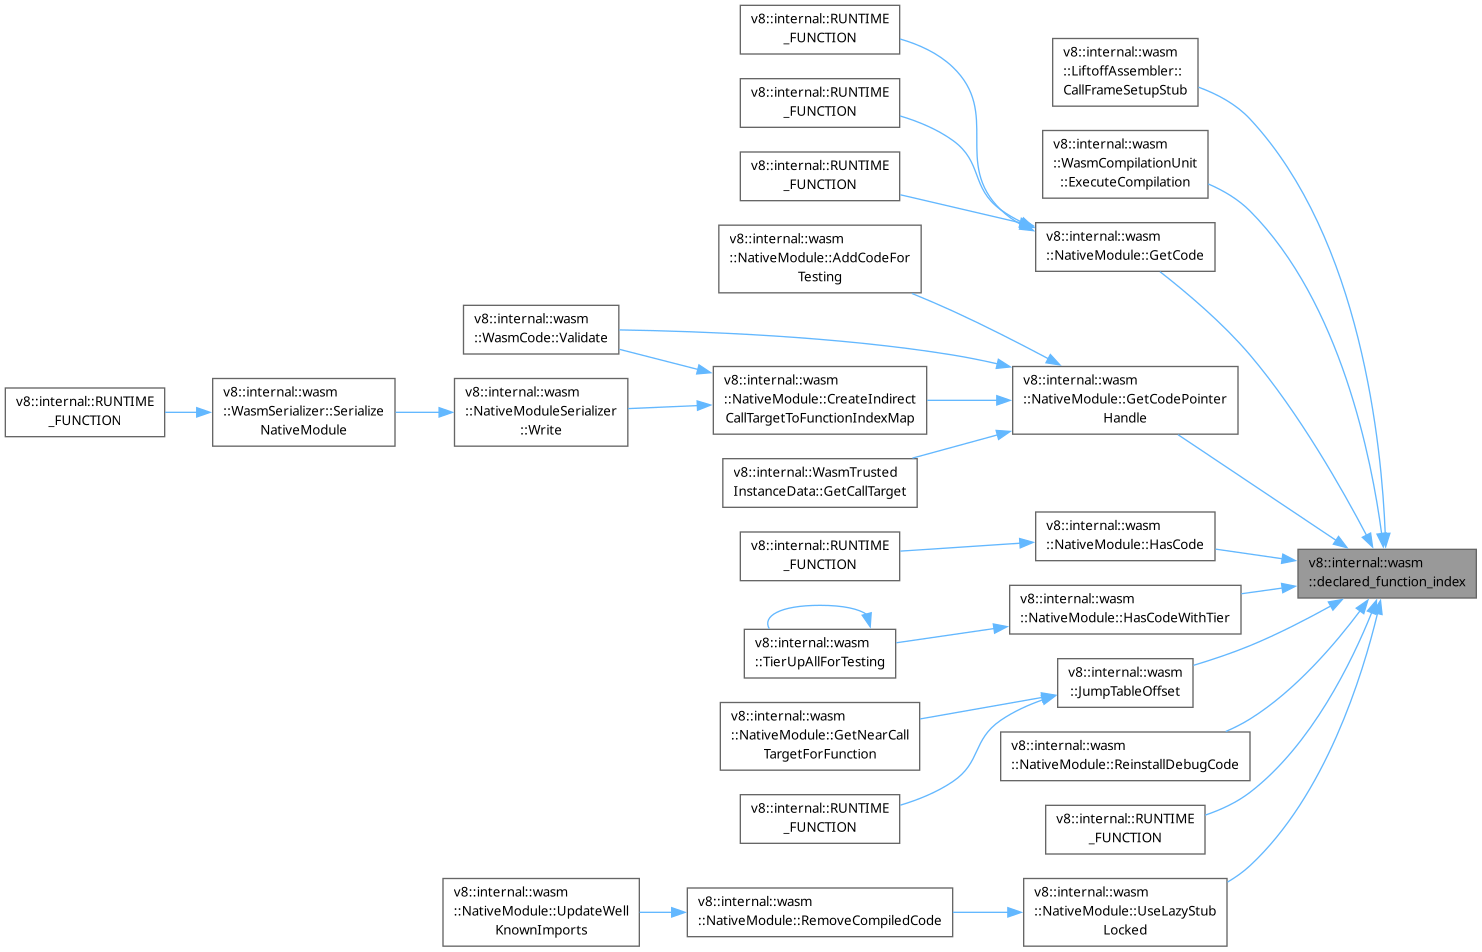 v8::internal::RUNTIME
_FUNCTION
v8::internal::wasm
::LiftoffAssembler::
CallFrameSetupStub
v8::internal::RUNTIME
_FUNCTION
v8::internal::wasm
::WasmCompilationUnit
::ExecuteCompilation
v8::internal::RUNTIME
_FUNCTION
v8::internal::wasm
::NativeModule::GetCode
v8::internal::wasm
::NativeModule::AddCodeFor
Testing
v8::internal::wasm
::WasmCode::Validate
v8::internal::RUNTIME
_FUNCTION
v8::internal::wasm
::WasmSerializer::Serialize
NativeModule
v8::internal::wasm
::NativeModuleSerializer
::Write
v8::internal::wasm
::NativeModule::CreateIndirect
CallTargetToFunctionIndexMap
v8::internal::wasm
::NativeModule::GetCodePointer
Handle
v8::internal::WasmTrusted
InstanceData::GetCallTarget
v8::internal::RUNTIME
_FUNCTION
v8::internal::wasm
::NativeModule::HasCode
v8::internal::wasm
::declared_function_index
v8::internal::wasm
::NativeModule::HasCodeWithTier
v8::internal::wasm
::TierUpAllForTesting
v8::internal::wasm
::JumpTableOffset
v8::internal::wasm
::NativeModule::GetNearCall
TargetForFunction
v8::internal::wasm
::NativeModule::ReinstallDebugCode
v8::internal::RUNTIME
_FUNCTION
v8::internal::RUNTIME
_FUNCTION
v8::internal::wasm
::NativeModule::UpdateWell
KnownImports
v8::internal::wasm
::NativeModule::RemoveCompiledCode
v8::internal::wasm
::NativeModule::UseLazyStub
Locked